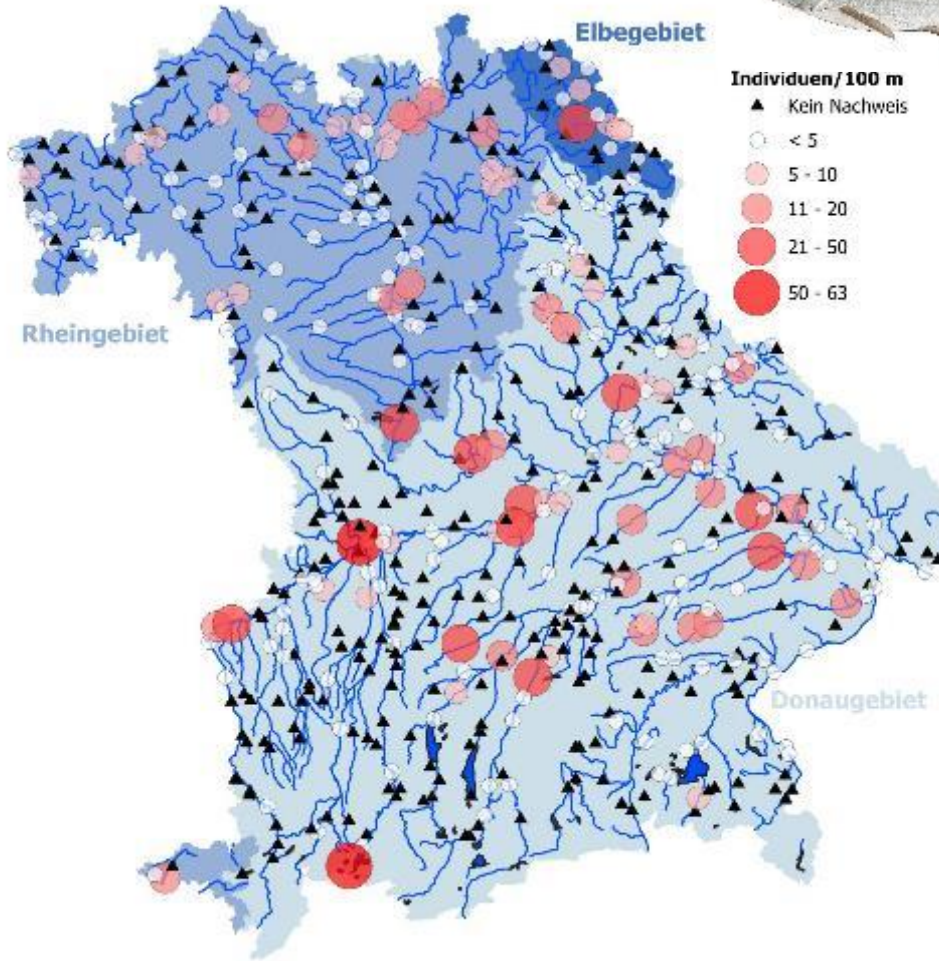 Elbegebiet
Individuen/100 m
Kein Nachweis
< 5
5 - 10
11 - 20
21 - 50
50 - 63
Rheingebiet
Donaugebiet